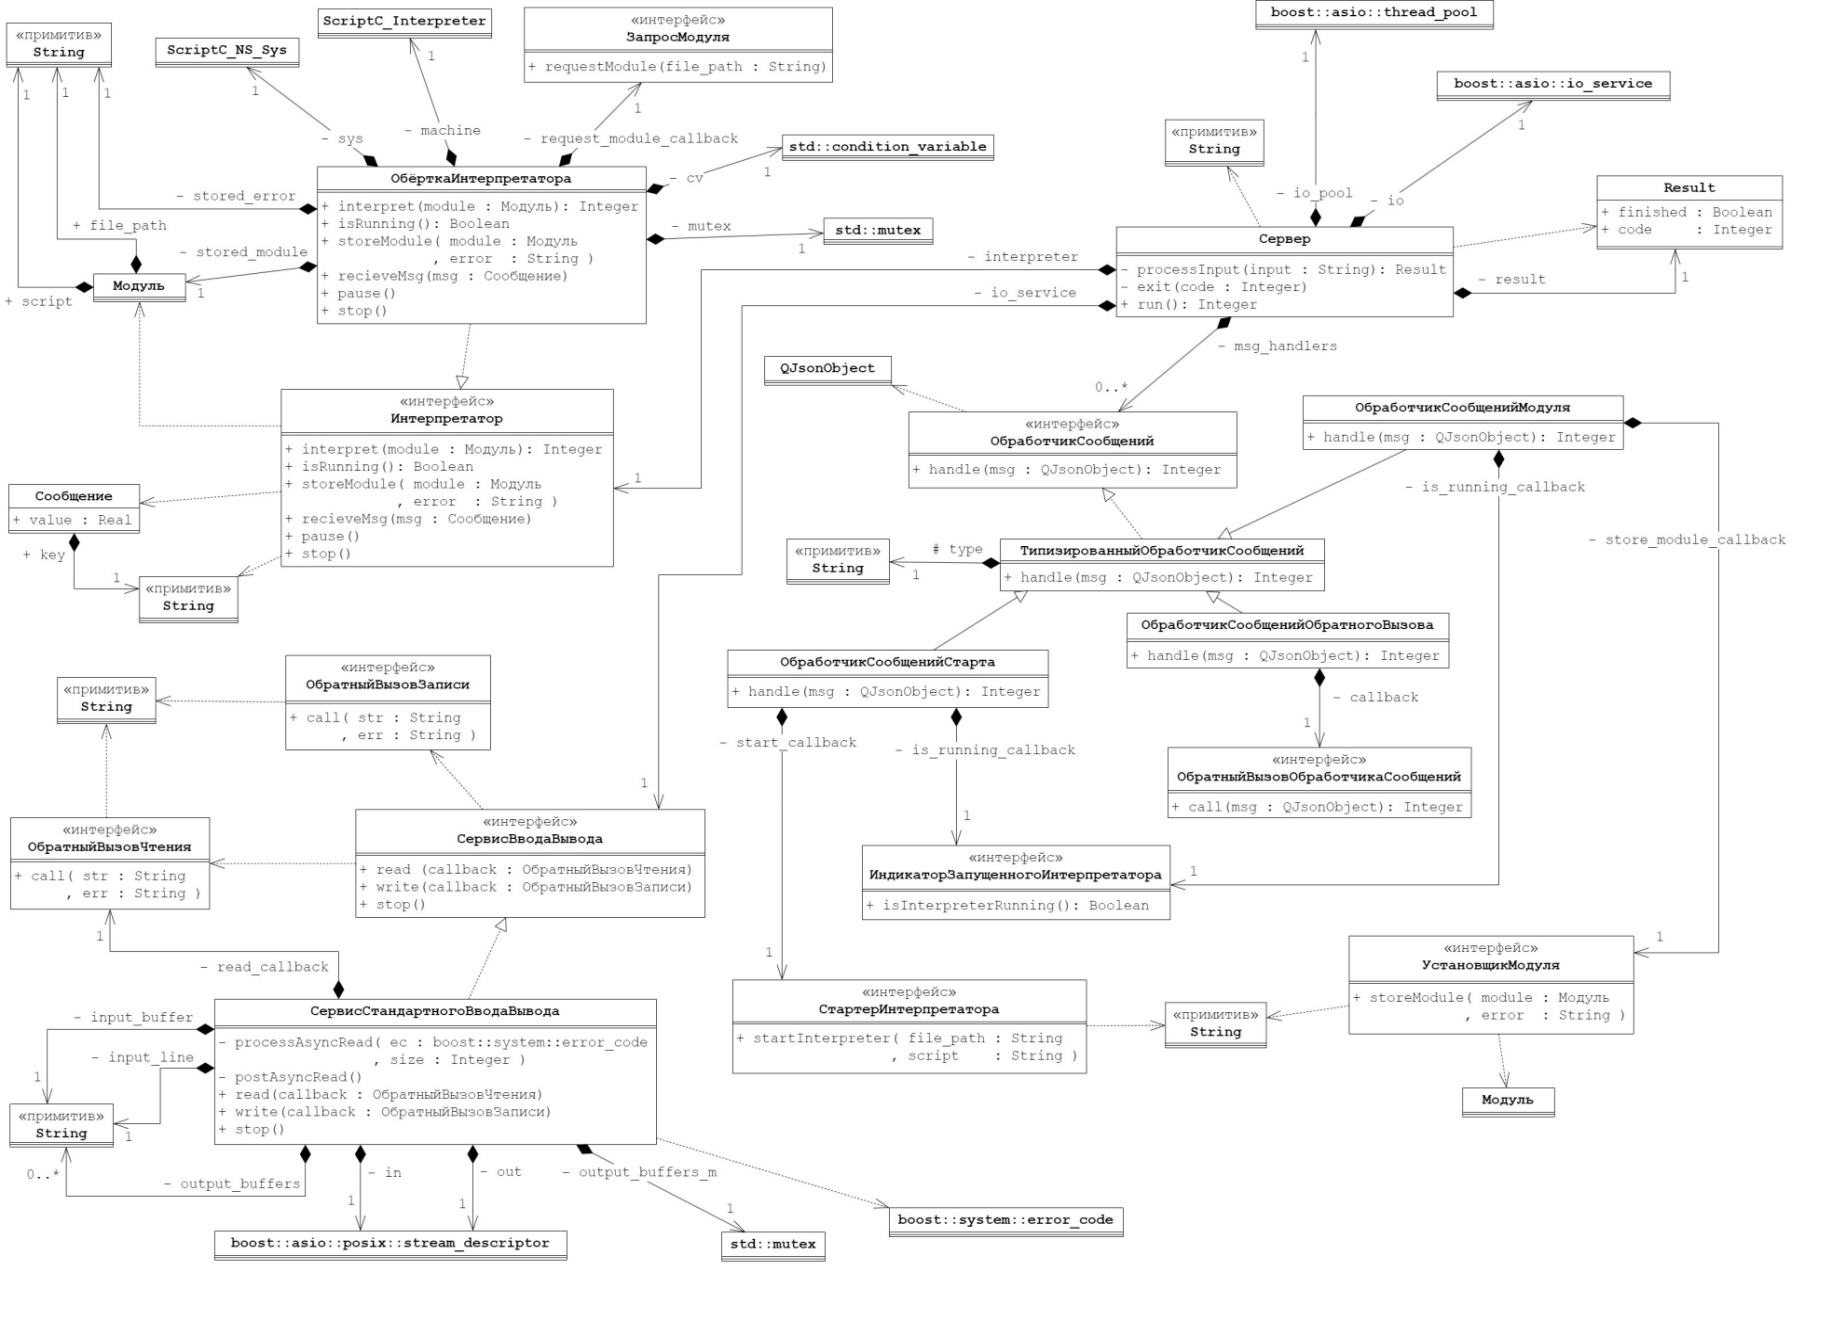 «примитив»
String
1
1
1
ScriptC_NS_Sys
1
- sys
ScriptC_Interpreter
1
- machine
«интерфейс»
ЗапросМодуля
+ requestModule(file_path : String)
1
- request_module_callback
std::condition_variable
1
- cv
std::mutex
1
- mutex
ОбёрткаИнтерпретатора
+ interpret(module : Модуль): Integer
+ isRunning(): Boolean
+ storeModule( module : Модуль
, error  : String )
+ recieveMsg(msg : Сообщение)
+ pause()
+ stop()
- stored_error
+ file_path
- stored_module
1
Модуль
+ script
boost::asio::thread_pool
1
- io_pool
boost::asio::io_service
1
- io
«примитив»
String
Result
+ finished : Boolean
+ code     : Integer
1
- result
Сервер
- processInput(input : String): Result
- exit(code : Integer)
+ run(): Integer
- interpreter
- io_service
- msg_handlers
0..*
QJsonObject
«интерфейс»
ОбработчикСообщений
+ handle(msg : QJsonObject): Integer
ОбработчикСообщенийМодуля
+ handle(msg : QJsonObject): Integer
- is_running_callback
- store_module_callback
«интерфейс»
Интерпретатор
+ interpret(module : Модуль): Integer
+ isRunning(): Boolean
+ storeModule( module : Модуль
, error  : String )
+ recieveMsg(msg : Сообщение)
+ pause()
+ stop()
1
Сообщение
+ value : Real
+ key
1
«примитив»
String
«примитив»
String
# type
1
ТипизированныйОбработчикСообщений
+ handle(msg : QJsonObject): Integer
ОбработчикСообщенийОбратногоВызова
+ handle(msg : QJsonObject): Integer
- callback
1
ОбработчикСообщенийСтарта
+ handle(msg : QJsonObject): Integer
- start_callback
- is_running_callback
«интерфейс»
ОбратныйВызовОбработчикаСообщений
+ call(msg : QJsonObject): Integer
«примитив»
String
«интерфейс»
ОбратныйВызовЗаписи
+ call( str : String
, err : String )
1
«интерфейс»
СервисВводаВывода
+ read (callback : ОбратныйВызовЧтения)
+ write(callback : ОбратныйВызовЗаписи)
+ stop()
«интерфейс»
ОбратныйВызовЧтения
+ call( str : String
, err : String )
1
- read_callback
1
«интерфейс»
ИндикаторЗапущенногоИнтерпретатора
+ isInterpreterRunning(): Boolean
1
1
«интерфейс»
СтартерИнтерпретатора
+ startInterpreter( file_path : String
, script    : String )
«примитив»
String
1
«интерфейс»
УстановщикМодуля
+ storeModule( module : Модуль
, error  : String )
Модуль
- input_buffer
- input_line
1
1
«примитив»
String
0..*
- output_buffers
СервисСтандартногоВводаВывода
- processAsyncRead( ec : boost::system::error_code
, size : Integer )
- postAsyncRead()
+ read(callback : ОбратныйВызовЧтения)
+ write(callback : ОбратныйВызовЗаписи)
+ stop()
- in
1
- out
1
- output_buffers_m
1
boost::asio::posix::stream_descriptor
std::mutex
boost::system::error_code